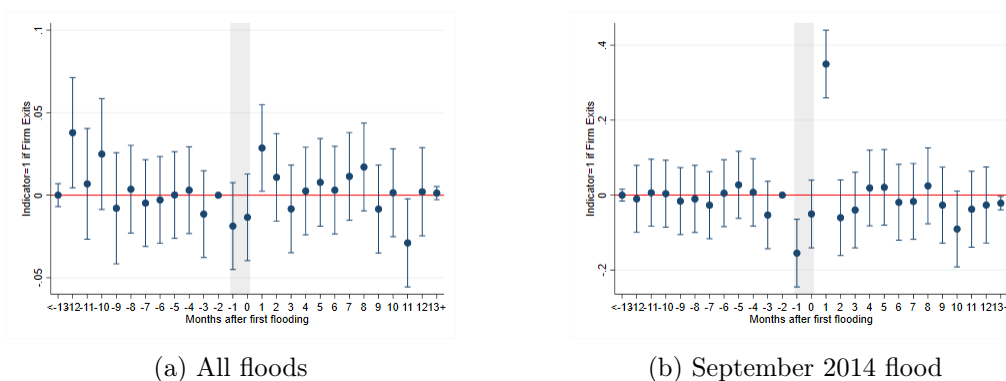 .1
.05
0
-.05
Indicator=1 if Firm Exits
<-13-12-11-10 -9 -8 -7 -6 -5 -4 -3 -2 -1 0 1 2 3 4 5 6 7 8 9 10 11 1213+
Months after first flooding
(a) All floods
.4
.2
0
-.2
Indicator=1 if Firm Exits
<-13-12-11-10 -9 -8 -7 -6 -5 -4 -3 -2 -1 0 1 2 3 4 5 6 7 8 9 10 11 1213+
Months after first flooding
(b) September 2014 flood